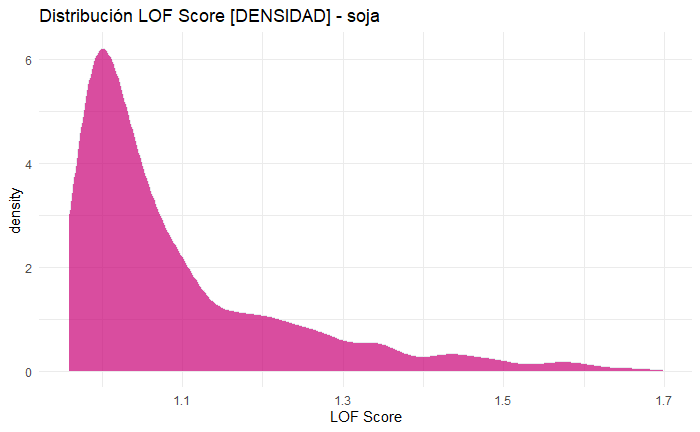 Distribución LOF Score [DENSIDAD] - soja
6
4
2
0
density
1.1 1.3 1.5 1.7
LOF Score